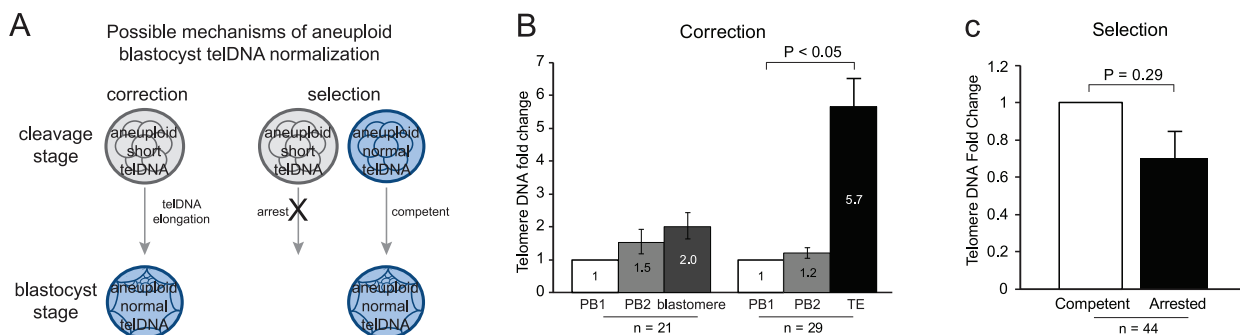 A
Possible mechanisms of aneuploid
blastocyst telDNA normalization
correction
selection
cleavage
stage
aneuploid
short
telDNA
aneuploid
short
telDNA
aneuploid
normal
telDNA
telDNA
elongation
arrest
X
competent
blastocyst
stage
aneuploid
normal
telDNA
aneuploid
normal
telDNA
B
Correction
P < 0.05
Telomere DNA fold change
7
6
5
4
3
2
1
0
1
1.5
2.0
1
1.2
5.7
PB1 PB2 blastomere PB1 PB2 TE
n = 21
n = 29
c
Selection
P = 0.29
Telomere DNA Fold Change
1.2
1
0.8
0.6
0.4
0.2
0
Competent Arrested
n = 44